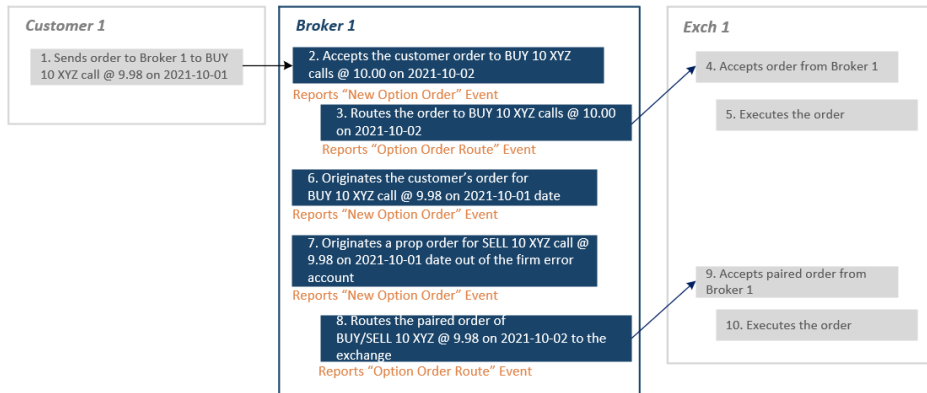 Customer 1
1. Sends order to Broker 1 to BUY
10 XYZ call @ 9.98 on 2021-10-01
Broker 1
2. Accepts the customer order to BUY 10 XYZ
calls @ 10.00 on 2021-10-02
Reports “New Option Order” Event
3. Routes the order to BUY 10 XYZ calls @ 10.00
on 2021-10-02
Reports “Option Order Route” Event
6. Originates the customer’s order for
BUY 10 XYZ call @ 9.98 on 2021-10-01 date
Reports “New Option Order” Event
7. Originates a prop order for SELL 10 XYZ call @
9.98 on 2021-10-01 date out of the firm error
account
Reports “New Option Order” Event
8. Routes the paired order of
BUY/SELL 10 XYZ @ 9.98 on 2021-10-02 to the
exchange
Reports “Option Order Route” Event
Exch 1
4. Accepts order from Broker 1
5. Executes the order
9. Accepts paired order from
Broker 1
10. Executes the order